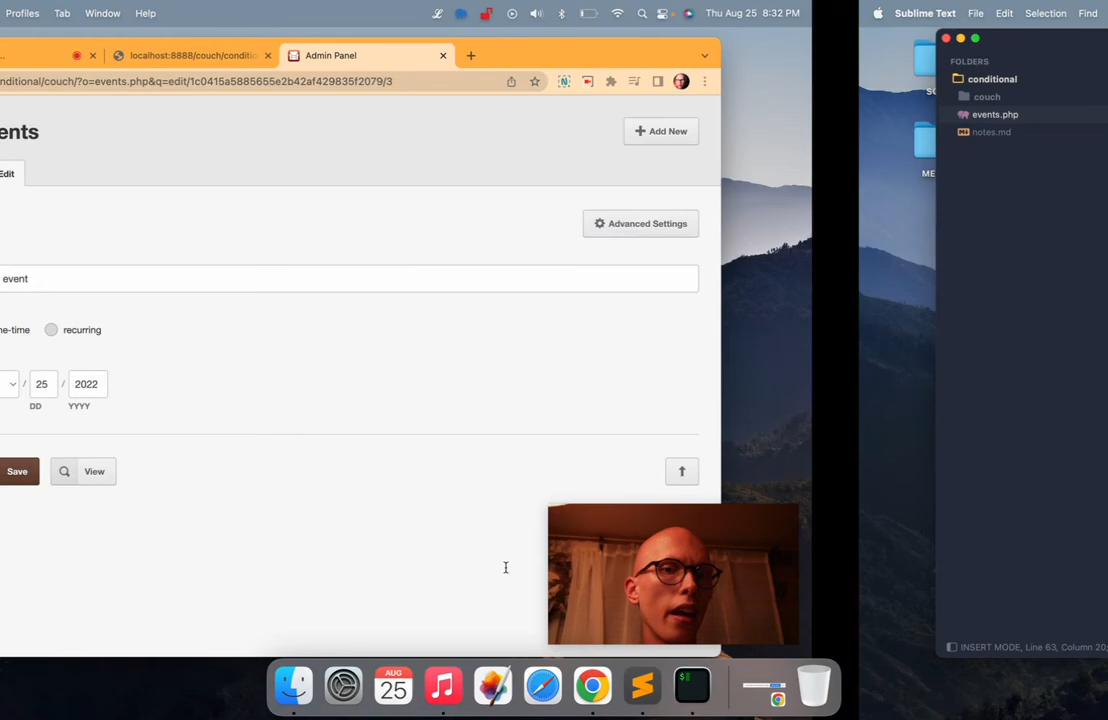 Profiles Tab Window Help Thu Aug 25 8:32 PM
localhost:8888/couch/conditio Admin Panel
nditional/couch/?o=events.php&q=edit/1c0415a5885655e2b42af429835f2079/3
ents
Add New
Edit
Advanced Settings
event
ne-time recurring
/ 25 / 2022
DD YYYY
Save View
AUG
25
Sublime Text File Edit Selection Find
FOLDERS
conditional
couch
events.php
notes.md
SC
ME
INSERT MODE, Line 63, Column 20;